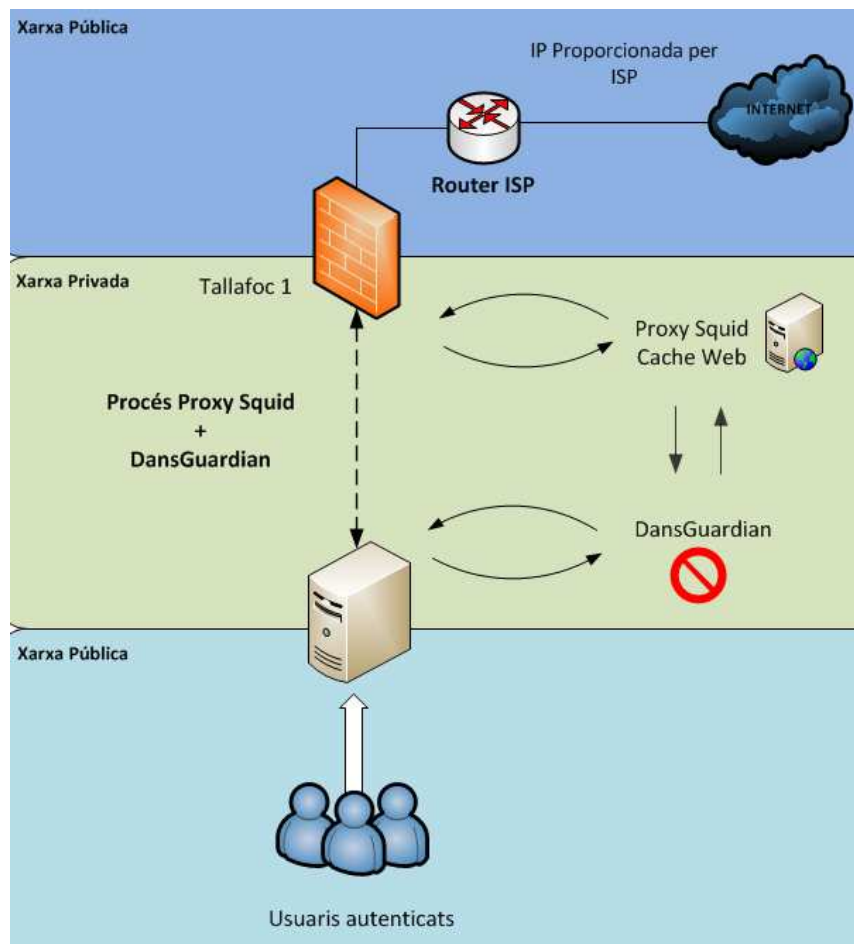 Xarxa Pública
IP Proporcionada per
ISP
INTERNET
Router ISP
Xarxa Privada
Tallafoc 1
Proxy Squid
Cache Web
Procés Proxy Squid
+
DansGuardian
DansGuardian
Xarxa Pública
Usuaris autenticats